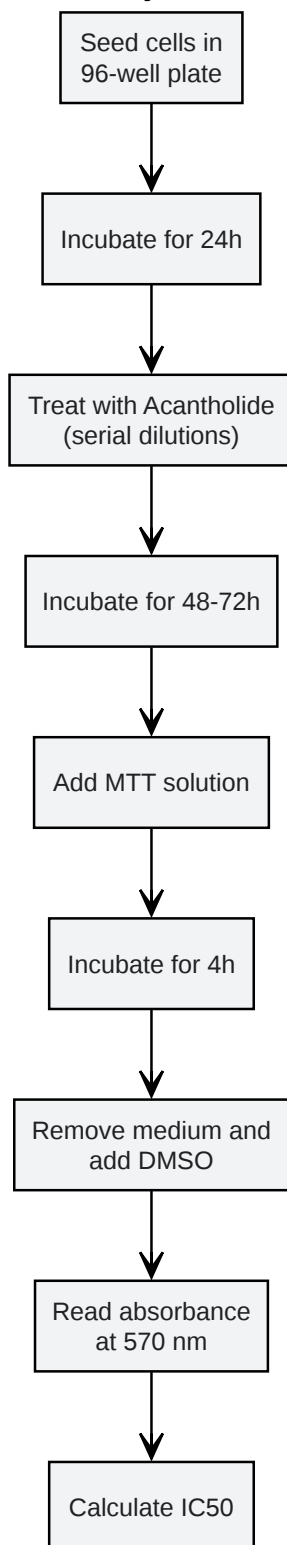 Seed cells in
96-well plate
Incubate for 24h
Treat with Acantholide
(serial dilutions)
Incubate for 48-72h
Add MTT solution
Incubate for 4h
Remove medium and
add DMSO
Read absorbance
at 570 nm
Calculate IC50